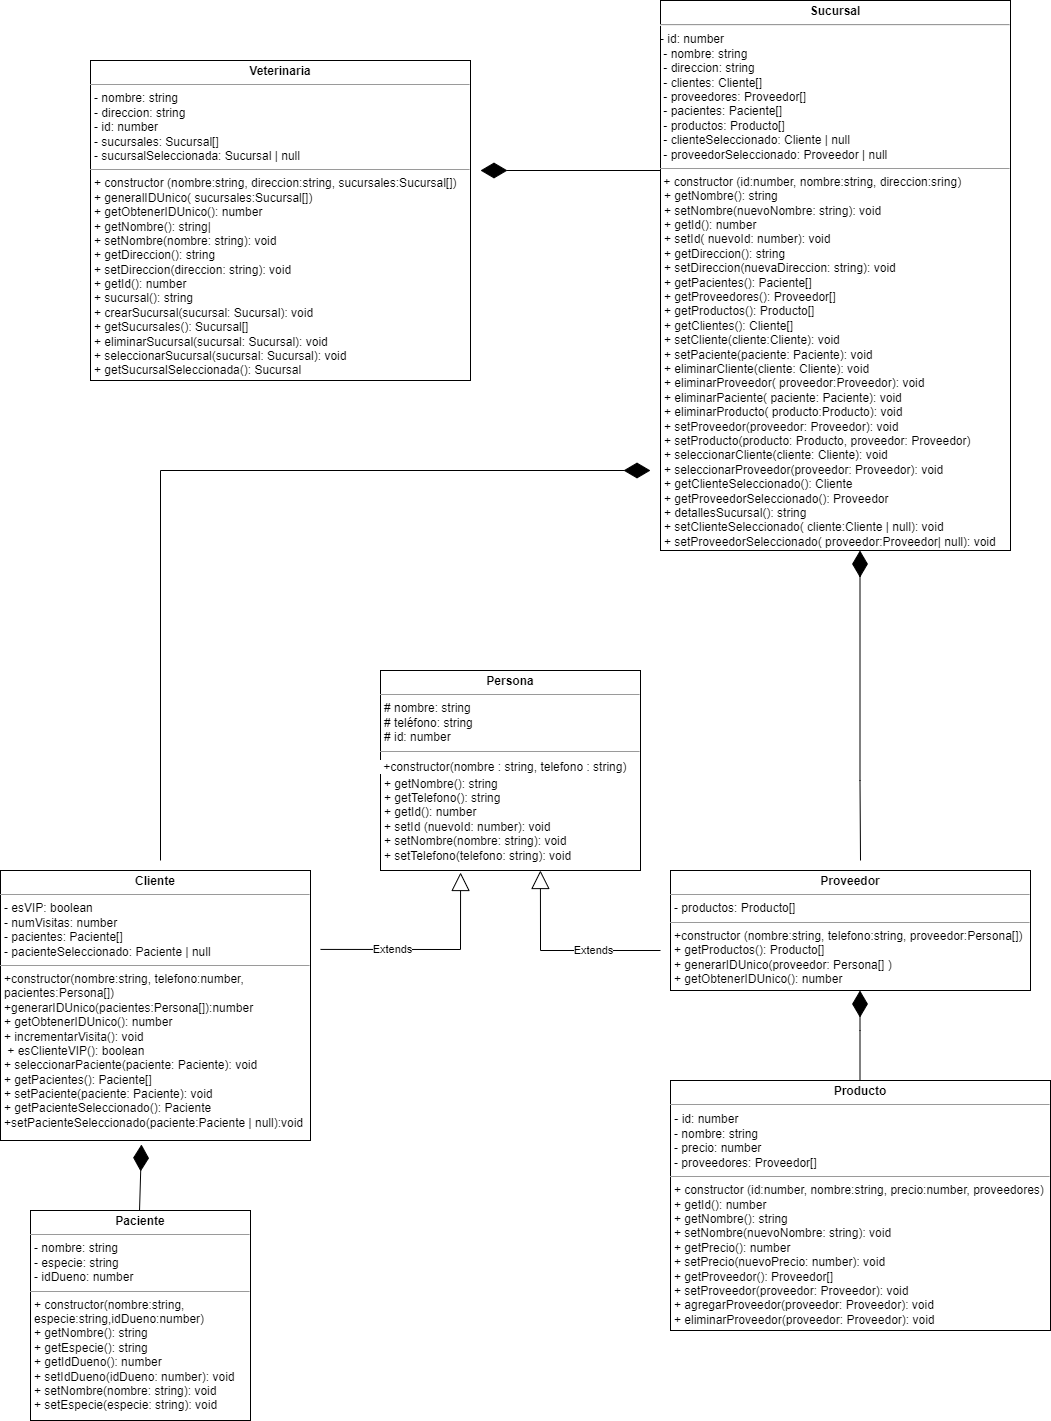 Sucursal
- id: number
- nombre: string
- direccion: string
- clientes: Cliente[]
- proveedores: Proveedor[]
- pacientes: Paciente[]
- productos: Producto[]
- clienteSeleccionado: Cliente | null
- proveedorSeleccionado: Proveedor | null
+ constructor (id:number, nombre:string, direccion:sring)
+ getNombre(): string
+ setNombre(nuevoNombre: string): void
+ getId(): number
+ setId( nuevoId: number): void
+ getDireccion(): string
+ setDireccion(nuevaDireccion: string): void
+ getPacientes(): Paciente[]
+ getProveedores(): Proveedor[]
+ getProductos(): Producto[]
+ getClientes(): Cliente[]
+ setCliente(cliente:Cliente): void
+ setPaciente(paciente: Paciente): void
+ eliminarCliente(cliente: Cliente): void
+ eliminarProveedor( proveedor:Proveedor): void
+ eliminarPaciente( paciente: Paciente): void
+ eliminarProducto( producto:Producto): void
+ setProveedor(proveedor: Proveedor): void
+ setProducto(producto: Producto, proveedor: Proveedor)
+ seleccionarCliente(cliente: Cliente): void
+ seleccionarProveedor(proveedor: Proveedor): void
+ getClienteSeleccionado(): Cliente
+ getProveedorSeleccionado(): Proveedor
+ detallesSucursal(): string
+ setClienteSeleccionado( cliente:Cliente | null): void
+ setProveedorSeleccionado( proveedor:Proveedor| null): void
Veterinaria
- nombre: string
- direccion: string
- id: number
- sucursales: Sucursal[]
- sucursalSeleccionada: Sucursal | null
+ constructor (nombre:string, direccion:string, sucursales:Sucursal[])
+ generalIDUnico( sucursales:Sucursal[])
+ getObtenerIDUnico(): number
+ getNombre(): string|
+ setNombre(nombre: string): void
+ getDireccion(): string
+ setDireccion(direccion: string): void
+ getId(): number
+ sucursal(): string
+ crearSucursal(sucursal: Sucursal): void
+ getSucursales(): Sucursal[]
+ eliminarSucursal(sucursal: Sucursal): void
+ seleccionarSucursal(sucursal: Sucursal): void
+ getSucursalSeleccionada(): Sucursal
Persona
# nombre: string
# teléfono: string
# id: number
+constructor(nombre : string, telefono : string)
+ getNombre(): string
+ getTelefono(): string
+ getId(): number
+ setId (nuevoId: number): void
+ setNombre(nombre: string): void
+ setTelefono(telefono: string): void
Extends
Extends
Cliente
- esVIP: boolean
- numVisitas: number
- pacientes: Paciente[]
- pacienteSeleccionado: Paciente | null
+constructor(nombre:string, telefono:number,
pacientes:Persona[])
+generarIDUnico(pacientes:Persona[]):number
+ getObtenerIDUnico(): number
+ incrementarVisita(): void
+ esClienteVIP(): boolean
+ seleccionarPaciente(paciente: Paciente): void
+ getPacientes(): Paciente[]
+ setPaciente(paciente: Paciente): void
+ getPacienteSeleccionado(): Paciente
+setPacienteSeleccionado(paciente:Paciente | null):void
Proveedor
- productos: Producto[]
+constructor (nombre:string, telefono:string, proveedor:Persona[])
+ getProductos(): Producto[]
+ generarIDUnico(proveedor: Persona[] )
+ getObtenerIDUnico(): number
Producto
- id: number
- nombre: string
- precio: number
- proveedores: Proveedor[]
+ constructor (id:number, nombre:string, precio:number, proveedores)
+ getId(): number
+ getNombre(): string
+ setNombre(nuevoNombre: string): void
+ getPrecio(): number
+ setPrecio(nuevoPrecio: number): void
+ getProveedor(): Proveedor[]
+ setProveedor(proveedor: Proveedor): void
+ agregarProveedor(proveedor: Proveedor): void
+ eliminarProveedor(proveedor: Proveedor): void
Paciente
- nombre: string
- especie: string
- idDueno: number
+ constructor(nombre:string,
especie:string,idDueno:number)
+ getNombre(): string
+ getEspecie(): string
+ getIdDueno(): number
+ setIdDueno(idDueno: number): void
+ setNombre(nombre: string): void
+ setEspecie(especie: string): void